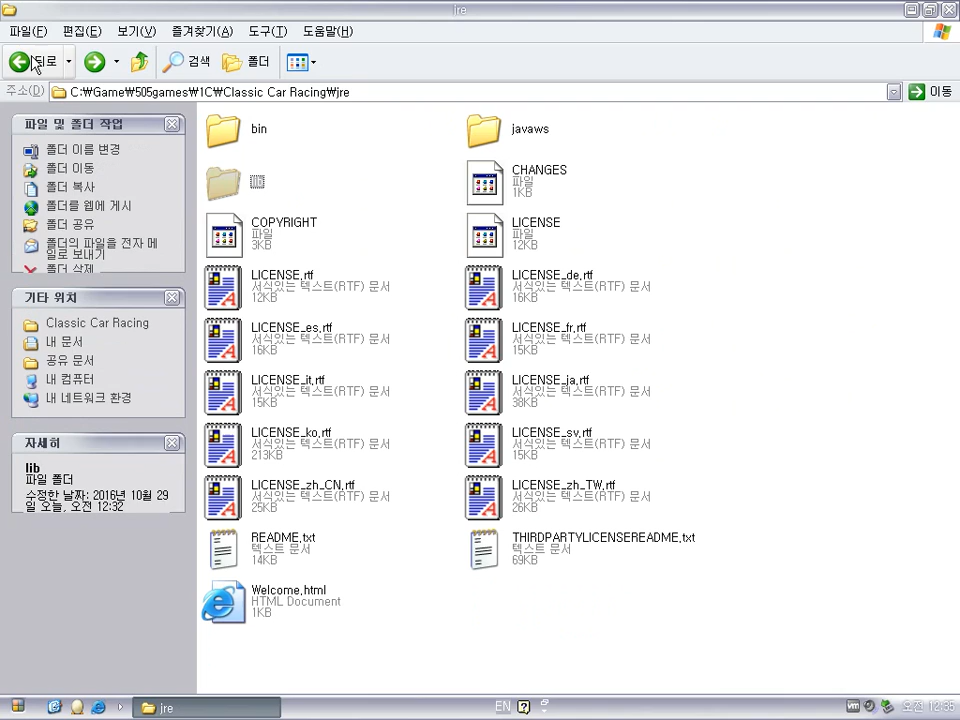 jre
파일(F) 편집(E) 보기(V) 즐겨찾기(A) 도구(T) 도움말(H)
뒤로 검색 폴더
주소(D) C:\Game\505games\1C\Classic Car Racing\jre 이동
파일 및 폴더 작업
폴더 이름 변경
폴더 이동
폴더 복사
폴더를 웹에 게시
폴더 공유
폴더의 파일을 전자 메
일로 보내기
폴더 삭제
기타 위치
Classic Car Racing
내 문서
공유 문서
내 컴퓨터
내 네트워크 환경
자세히
lib
파일 폴더
수정한 날짜: 2016년 10월 29
일 오늘, 오전 12:32
bin
javaws
lib
CHANGES
파일
1KB
COPYRIGHT
파일
3KB
LICENSE
파일
12KB
LICENSE.rtf
서식있는 텍스트(RTF) 문서
12KB
LICENSE_de.rtf
서식있는 텍스트(RTF) 문서
16KB
LICENSE_es.rtf
서식있는 텍스트(RTF) 문서
16KB
LICENSE_fr.rtf
서식있는 텍스트(RTF) 문서
15KB
LICENSE_it.rtf
서식있는 텍스트(RTF) 문서
15KB
LICENSE_ja.rtf
서식있는 텍스트(RTF) 문서
38KB
LICENSE_ko.rtf
서식있는 텍스트(RTF) 문서
213KB
LICENSE_sv.rtf
서식있는 텍스트(RTF) 문서
15KB
LICENSE_zh_CN.rtf
서식있는 텍스트(RTF) 문서
25KB
LICENSE_zh_TW.rtf
서식있는 텍스트(RTF) 문서
26KB
README.txt
텍스트 문서
14KB
THIRDPARTYLICENSEREADME.txt
텍스트 문서
69KB
Welcome.html
HTML Document
1KB
jre EN 오전 12:35